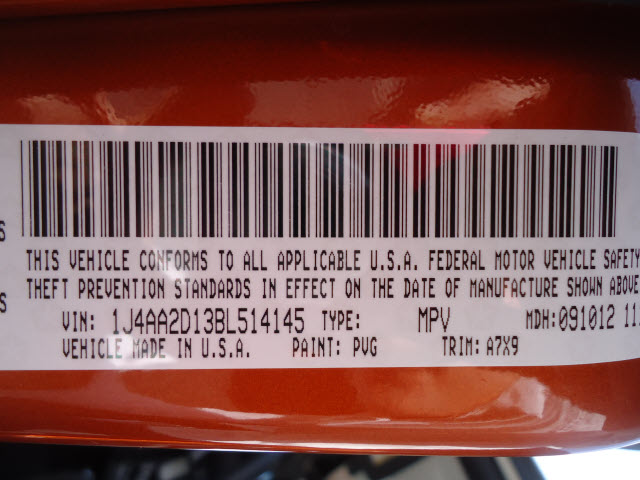 THIS VEHICLE CONFORMS TO ALL APPLICABLE U.S.A. FEDERAL MOTOR VEHICLE SAFETY
THEFT PREVENTION STANDARDS IN EFFECT ON THE DATE OF MANUFACTURE SHOWN ABOVE
VIN: 1J4AA2D13BL514145 TYPE: MPV MDH: 091012
VEHICLE MADE IN U.S.A. PAINT: PVG TRIM: A7X9